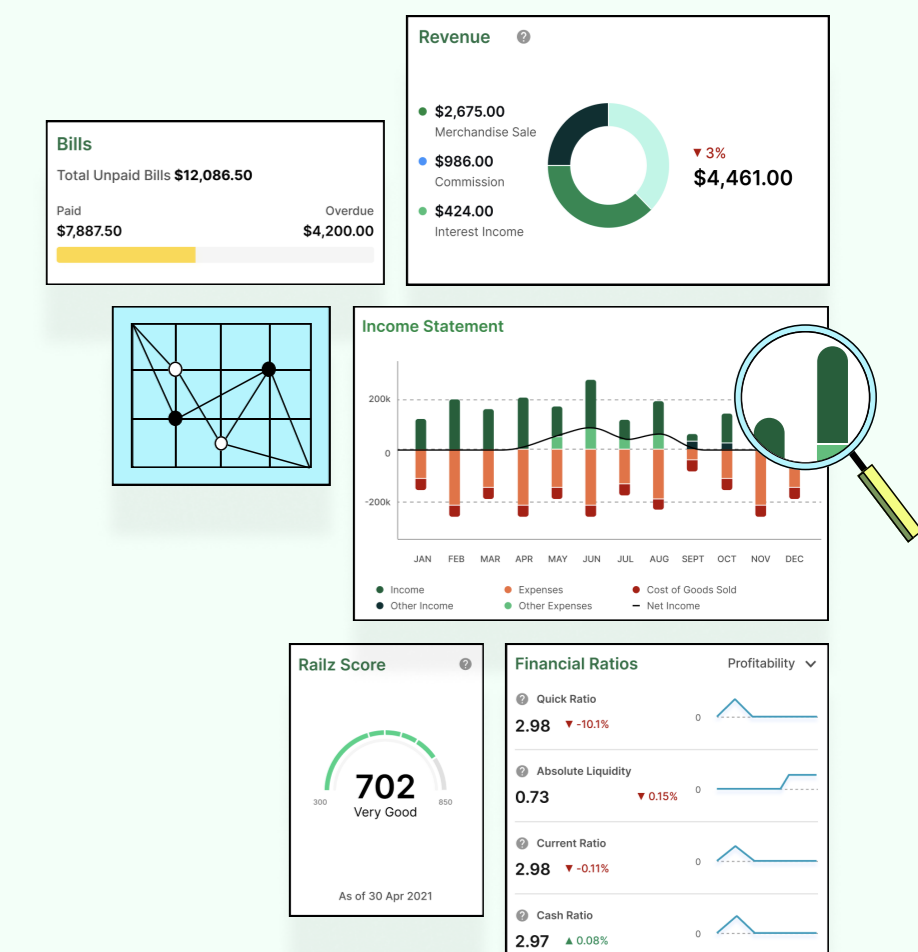 Revenue
$2,675.00
Merchandise Sale
$986.00
Commission
$424.00
Interest Income
3%
$4,461.00
Bills
Total Unpaid Bills $12,086.50
Paid Overdue
$7,887.50 $4,200.00
Income Statement
200k
0
-200k
JAN FEB MAR APR MAY JUN JUL AUG SEPT OCT NOV DEC
Income Expenses Cost of Goods Sold
Other Income Other Expenses Net Income
Railz Score
702
300 850
Very Good
As of 30 Apr 2021
Financial Ratios Profitability
Quick Ratio
2.98 -10.1% 0
Absolute Liquidity
0.73 0.15% 0
Current Ratio
2.98 -0.11% 0
Cash Ratio
2.97 0.08% 0